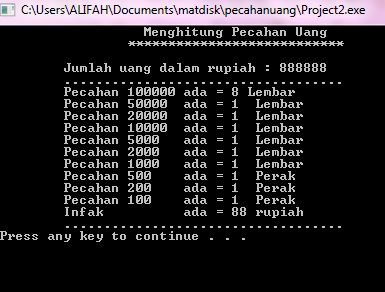 C:\Users\ALIFAH\Documents\matdisk\pecahanuang\Project2.exe
Menghitung Pecahan Uang
***************************
Jumlah uang dalam rupiah : 888888
...................................
Pecahan 100000 ada = 8 Lembar
Pecahan 50000 ada = 1 Lembar
Pecahan 20000 ada = 1 Lembar
Pecahan 10000 ada = 1 Lembar
Pecahan 5000 ada = 1 Lembar
Pecahan 2000 ada = 1 Lembar
Pecahan 1000 ada = 1 Lembar
Pecahan 500 ada = 1 Perak
Pecahan 200 ada = 1 Perak
Pecahan 100 ada = 1 Perak
Infak ada = 88 rupiah
...................................
Press any key to continue . . .